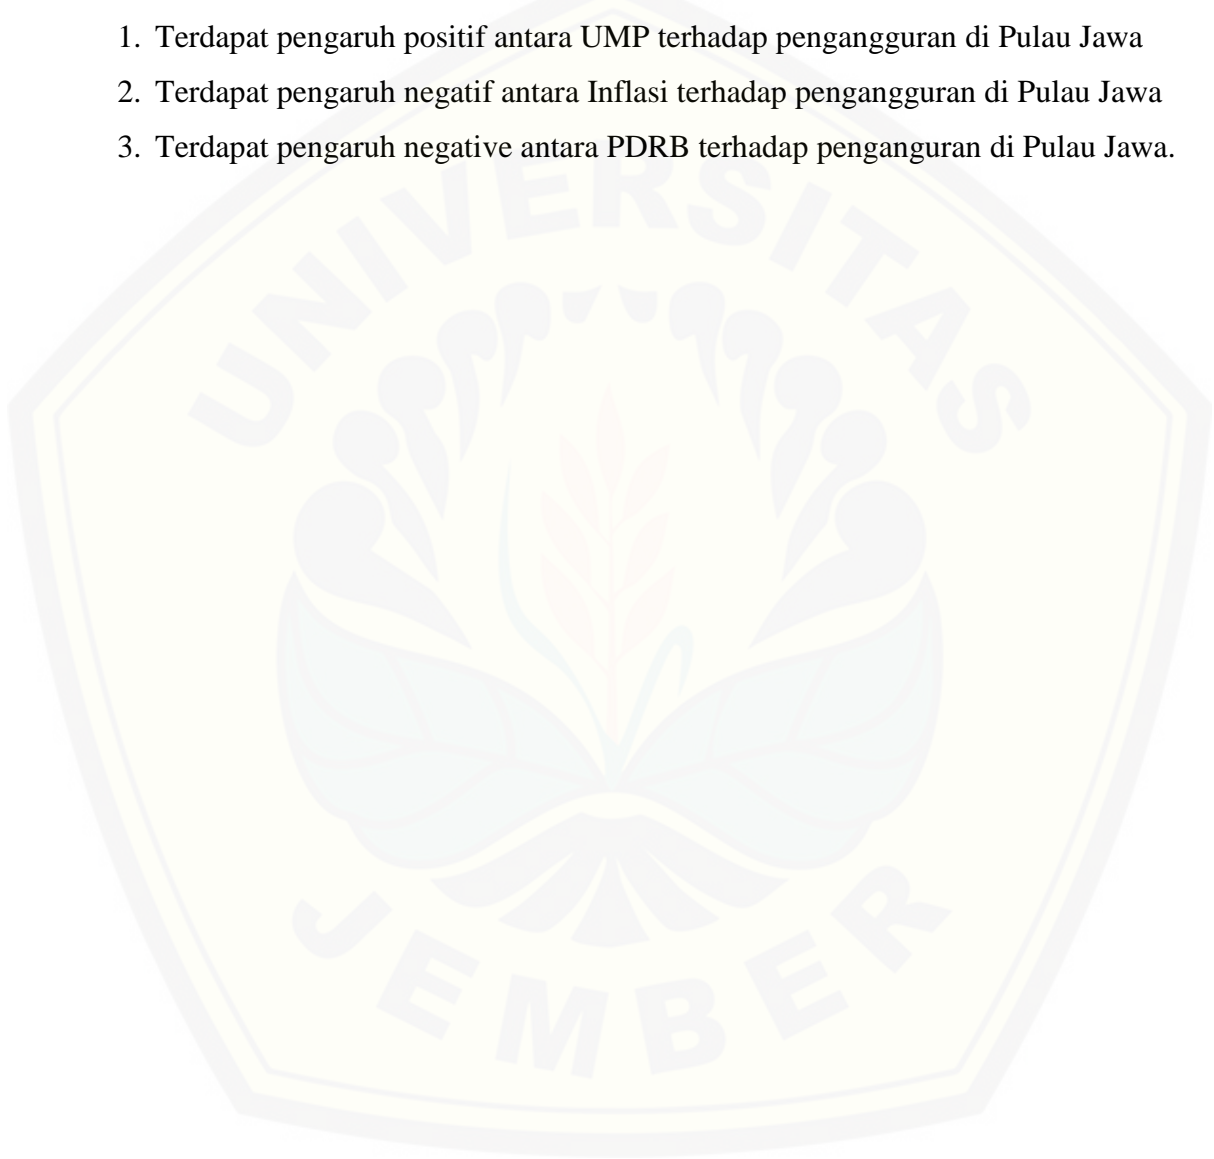 1. Terdapat pengaruh positif antara UMP terhadap pengangguran di Pulau Jawa
2. Terdapat pengaruh negatif antara Inflasi terhadap pengangguran di Pulau Jawa
3. Terdapat pengaruh negative antara PDRB terhadap penganguran di Pulau Jawa.
UNIVERSITAS
JEMBER